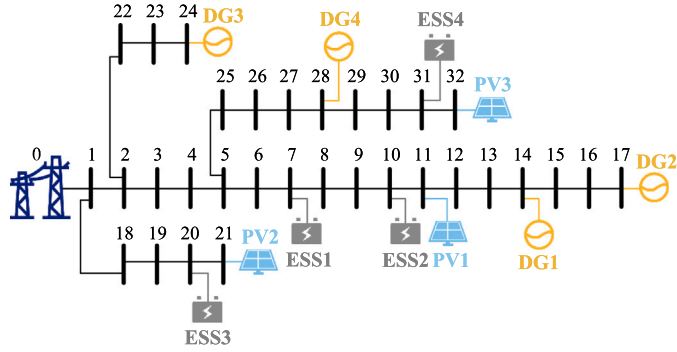 22 23 24 DG3
DG4
ESS4
25 26 27 28 29 30 31 32 PV3
0 1 2 3 4 5 6 7 8 9 10 11 12 13 14 15 16 17 DG2
18 19 20 21 PV2
ESS1
ESS2 PV1 DG1
ESS3